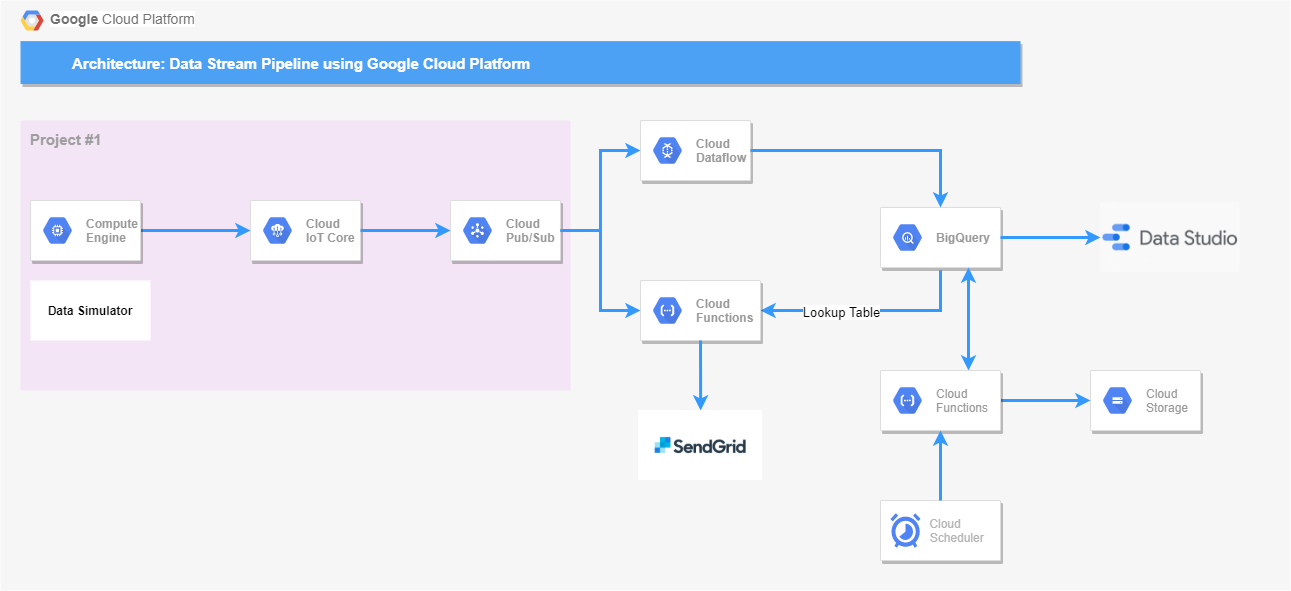 Google Cloud Platform
Architecture: Data Stream Pipeline using Google Cloud Platform
Project #1
Compute
Engine
Cloud
IoT Core
Cloud
Pub/Sub
Data Simulator
Cloud
Dataflow
Cloud
Functions
Lookup Table
SendGrid
BigQuery
Data Studio
Cloud
Functions
Cloud
Storage
Cloud
Scheduler